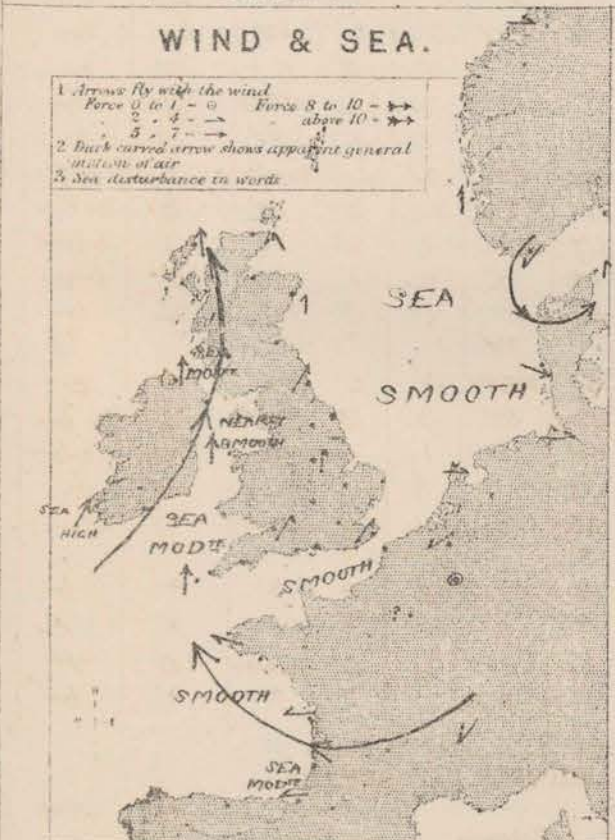 WIND & SEA.
1 Arrows fly with the wind
Force 0 to 1 - ⊙ Force 8 to 10 -
" 2 " 4 - " above 10 -
" 5 " 7 -
2 Dark curved arrow shows apparent general
motion of air
3 Sea disturbance in words
SEA
SMOOTH
SEA
MODTE
NEARLY
SMOOTH
SEA
HIGH
SEA
MODTE
SMOOTH
SMOOTH
SEA
MODTE